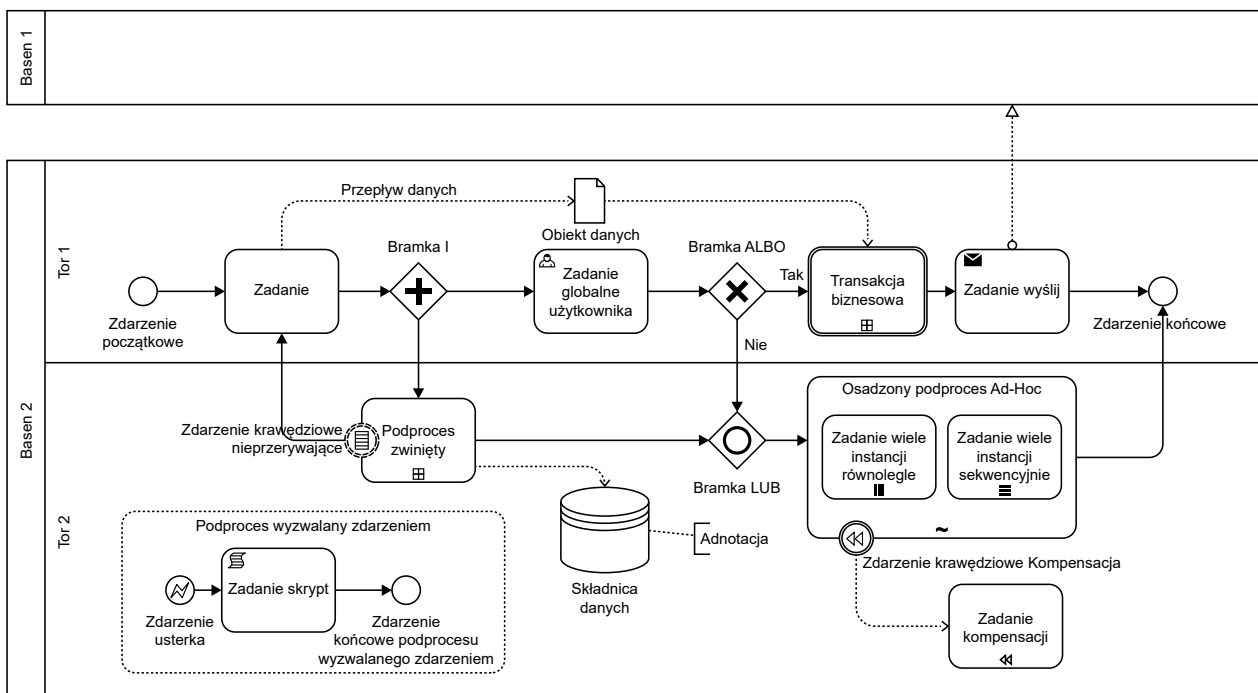 Basen 1
Basen 2
Tor 1
Przepływ danych
Obiekt danych
Bramka I
Bramka ALBO
Zdarzenie
początkowe
Zadanie
Zadanie
globalne
użytkownika
Tak
Nie
Transakcja
biznesowa
Zadanie wyślij
Zdarzenie końcowe
Tor 2
Zdarzenie krawędziowe
nieprzerywające
Podproces
zwinięty
Bramka LUB
Osadzony podproces Ad-Hoc
Zadanie wiele
instancji
równolegle
Zadanie wiele
instancji
sekwencyjnie
Podproces wyzwalany zdarzeniem
Zadanie skrypt
Zdarzenie
usterka
Zdarzenie
końcowe podprocesu
wyzwalanego zdarzeniem
Składnica
danych
Adnotacja
Zdarzenie krawędziowe Kompensacja
Zadanie
kompensacji